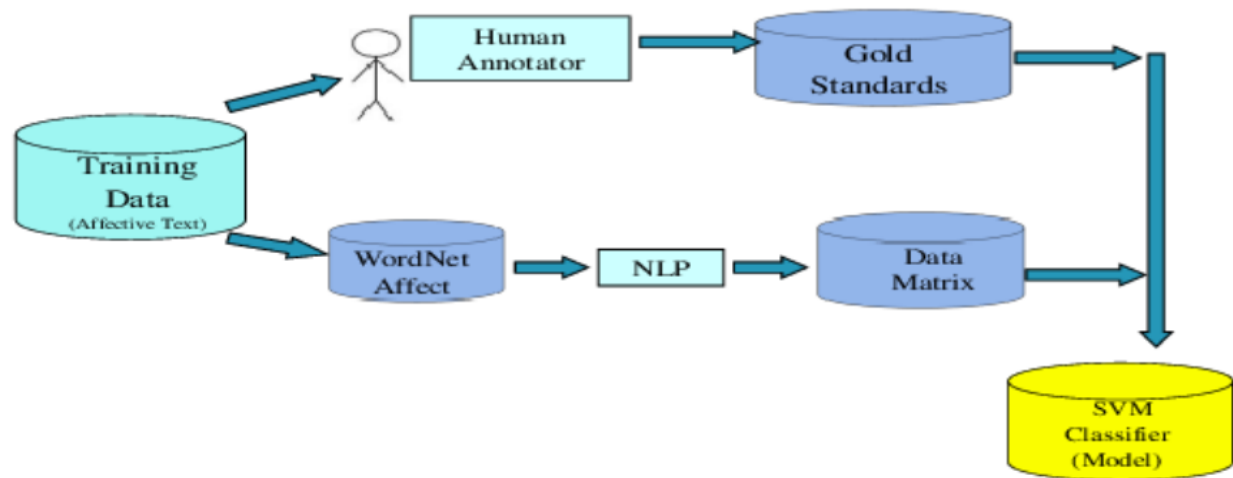 Human
Annotator
Gold
Standards
Training
Data
(Affective Text)
WordNet
Affect
NLP
Data
Matrix
SVM
Classifier
(Model)